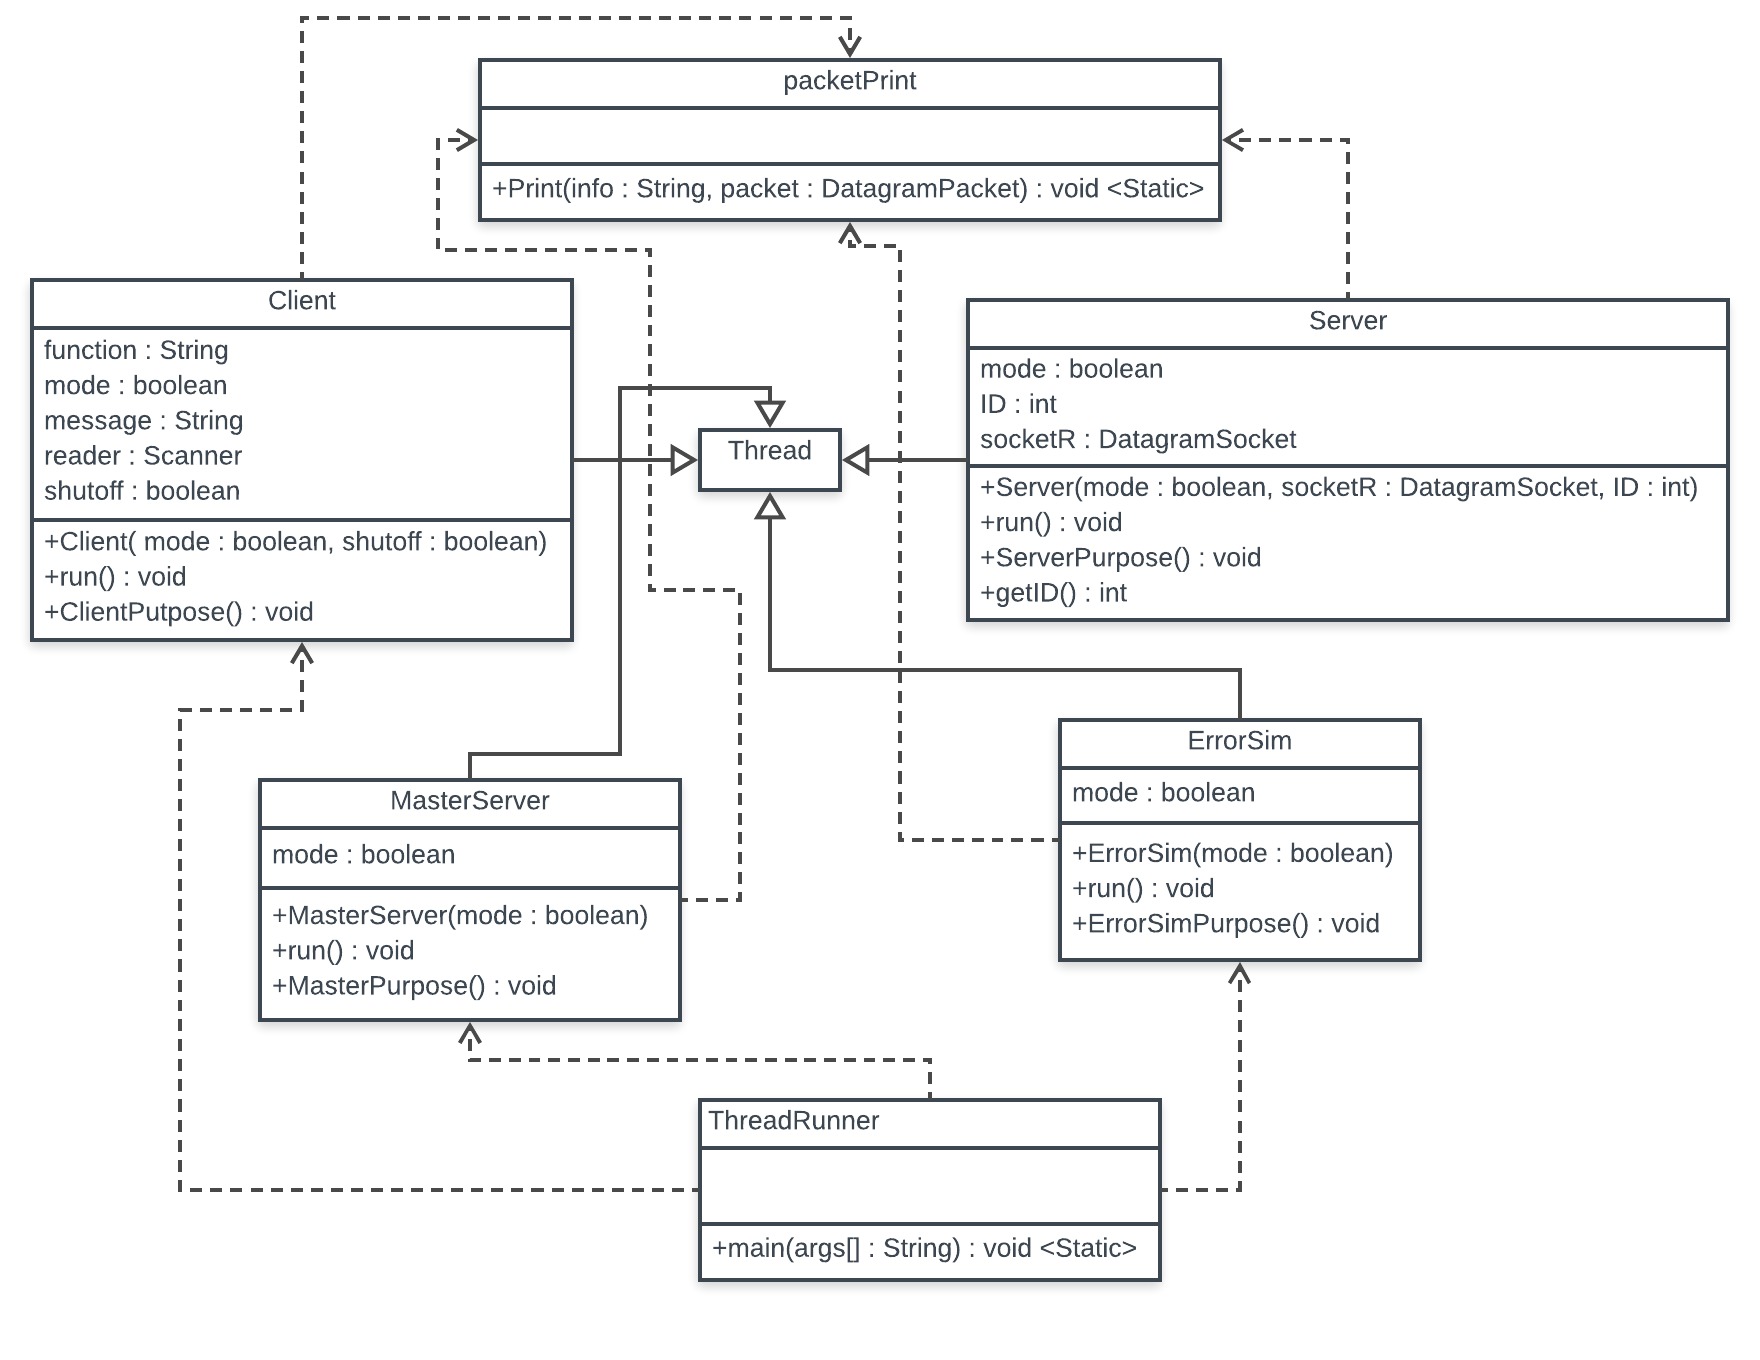 packetPrint
+Print(info : String, packet : DatagramPacket) : void <Static>
Client
function : String
mode : boolean
message : String
reader : Scanner
shutoff : boolean
+Client( mode : boolean, shutoff : boolean)
+run() : void
+ClientPutpose() : void
Thread
Server
mode : boolean
ID : int
socketR : DatagramSocket
+Server(mode : boolean, socketR : DatagramSocket, ID : int)
+run() : void
+ServerPurpose() : void
+getID() : int
MasterServer
mode : boolean
+MasterServer(mode : boolean)
+run() : void
+MasterPurpose() : void
ErrorSim
mode : boolean
+ErrorSim(mode : boolean)
+run() : void
+ErrorSimPurpose() : void
ThreadRunner
+main(args[] : String) : void <Static>